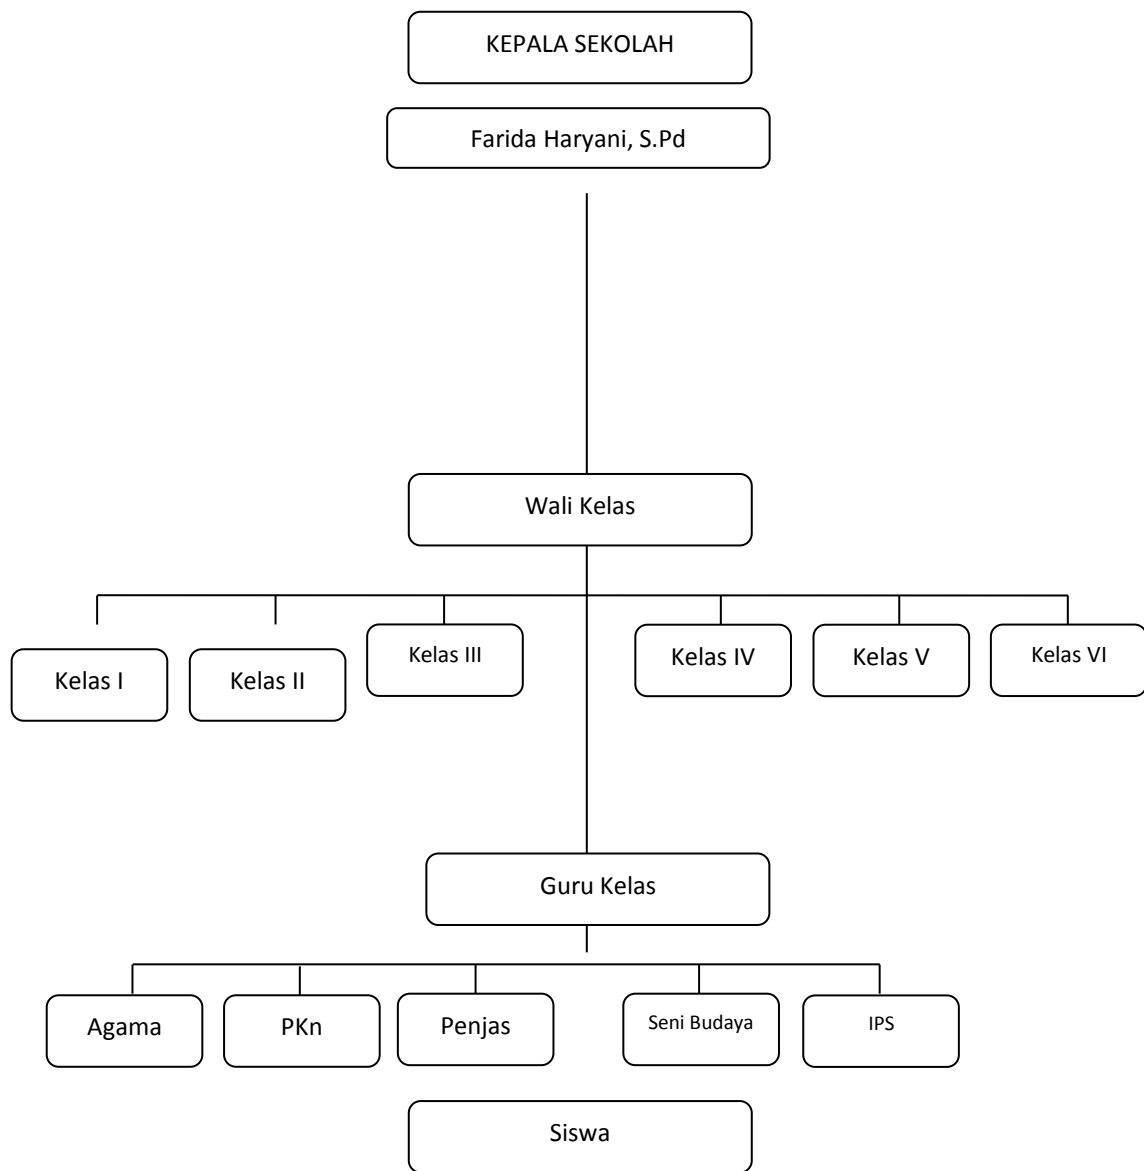 KEPALA SEKOLAH
Farida Haryani, S.Pd
Wali Kelas
Kelas I
Kelas II
Kelas III
Kelas IV
Kelas V
Kelas VI
Guru Kelas
Agama
PKn
Penjas
Seni Budaya
IPS
Siswa